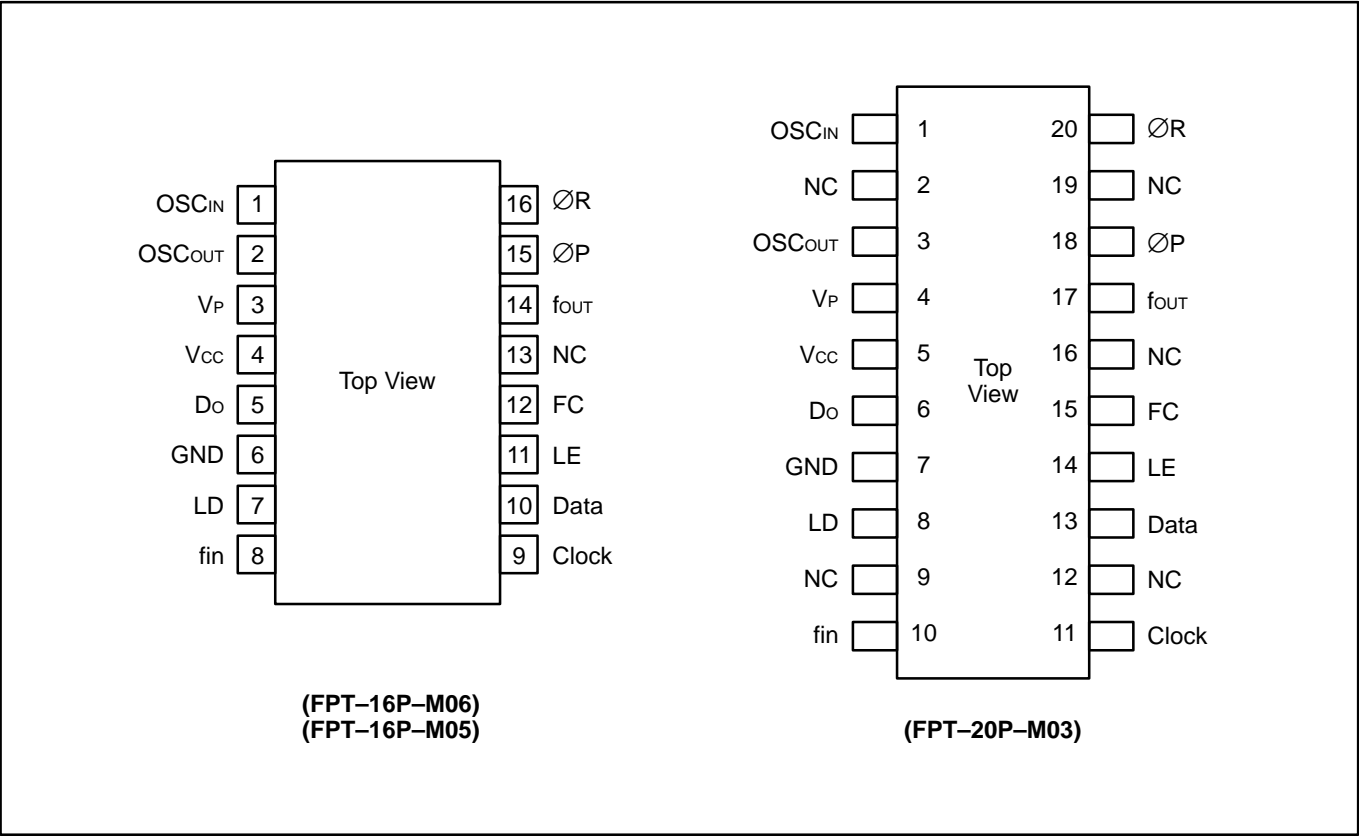 OSCIN 1 16 ∅R
OSCOUT 2 15 ∅P
VP 3 14 fOUT
VCC 4 13 NC
Top View
DO 5 12 FC
GND 6 11 LE
LD 7 10 Data
fin 8 9 Clock
(FPT–16P–M06)
(FPT–16P–M05)
OSCIN 1 20 ∅R
NC 2 19 NC
OSCOUT 3 18 ∅P
VP 4 17 fOUT
VCC 5 16 NC
Top
View
DO 6 15 FC
GND 7 14 LE
LD 8 13 Data
NC 9 12 NC
fin 10 11 Clock
(FPT–20P–M03)